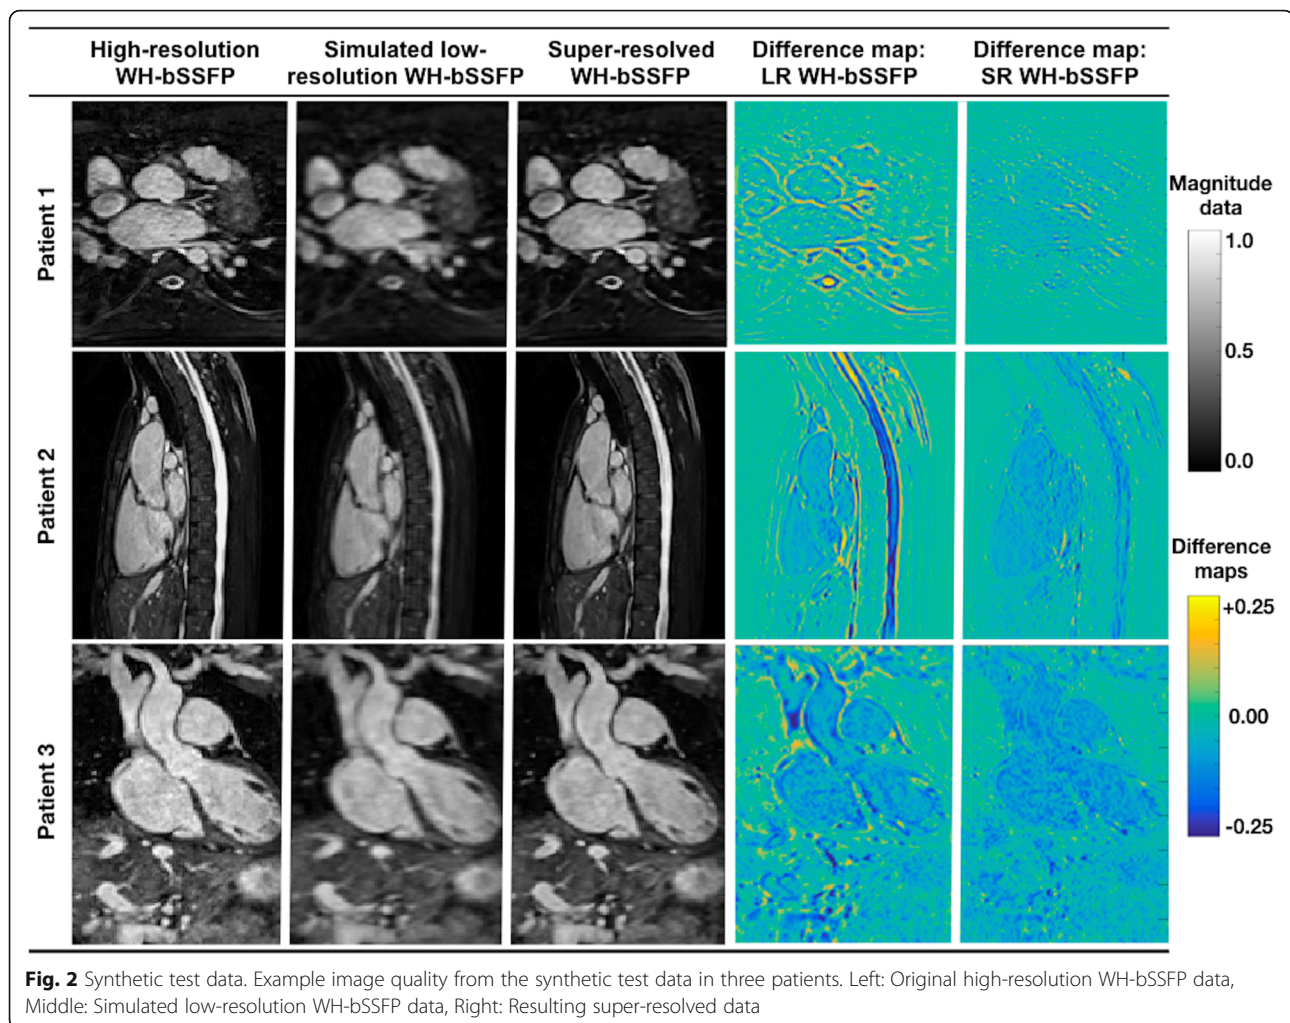 High-resolution WH-bSSFP
Simulated low-resolution WH-bSSFP
Super-resolved WH-bSSFP
Difference map: LR WH-bSSFP
Difference map: SR WH-bSSFP
Patient 1
Patient 2
Patient 3
Magnitude data
1.0
0.5
0.0
Difference maps
+0.25
0.00
-0.25
Fig. 2 Synthetic test data. Example image quality from the synthetic test data in three patients. Left: Original high-resolution WH-bSSFP data,
Middle: Simulated low-resolution WH-bSSFP data, Right: Resulting super-resolved data